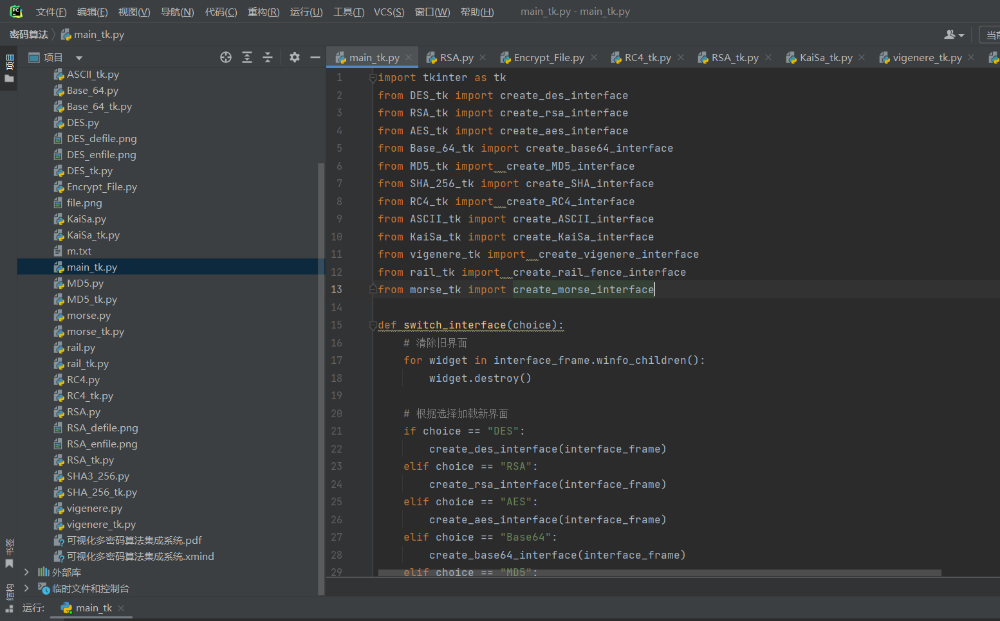 PC 文件(F) 编辑(E) 视图(V) 导航(N) 代码(C) 重构(R) 运行(U) 工具(T) VCS(S) 窗口(W) 帮助(H) main_tk.py - main_tk.py
密码算法 main_tk.py 当前
项目
项目
main_tk.py RSA.py Encrypt_File.py RC4_tk.py RSA_tk.py KaiSa_tk.py vigenere_tk.py
ASCII_tk.py
Base_64.py
Base_64_tk.py
DES.py
DES_defile.png
DES_enfile.png
DES_tk.py
Encrypt_File.py
file.png
KaiSa.py
KaiSa_tk.py
m.txt
main_tk.py
MD5.py
MD5_tk.py
morse.py
morse_tk.py
rail.py
rail_tk.py
RC4.py
RC4_tk.py
RSA.py
RSA_defile.png
RSA_enfile.png
RSA_tk.py
SHA3_256.py
SHA_256_tk.py
vigenere.py
vigenere_tk.py
可视化多密码算法集成系统.pdf
可视化多密码算法集成系统.xmind
外部库
临时文件和控制台
书签
结构
1 import tkinter as tk
2 from DES_tk import create_des_interface
3 from RSA_tk import create_rsa_interface
4 from AES_tk import create_aes_interface
5 from Base_64_tk import create_base64_interface
6 from MD5_tk import  create_MD5_interface
7 from SHA_256_tk import create_SHA_interface
8 from RC4_tk import  create_RC4_interface
9 from ASCII_tk import create_ASCII_interface
10 from KaiSa_tk import create_KaiSa_interface
11 from vigenere_tk import  create_vigenere_interface
12 from rail_tk import  create_rail_fence_interface
13 from morse_tk import create_morse_interface
14
15 def switch_interface(choice):
16     # 清除旧界面
17     for widget in interface_frame.winfo_children():
18         widget.destroy()
19
20     # 根据选择加载新界面
21     if choice == "DES":
22         create_des_interface(interface_frame)
23     elif choice == "RSA":
24         create_rsa_interface(interface_frame)
25     elif choice == "AES":
26         create_aes_interface(interface_frame)
27     elif choice == "Base64":
28         create_base64_interface(interface_frame)
29     elif choice == "MD5":
运行: main_tk